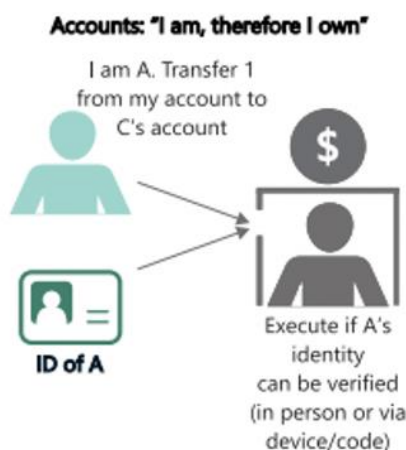 Accounts: "I am, therefore I own"
I am A. Transfer 1
from my account to
C's account
$
ID of A
Execute if A's
identity
can be verified
(in person or via
device/code)